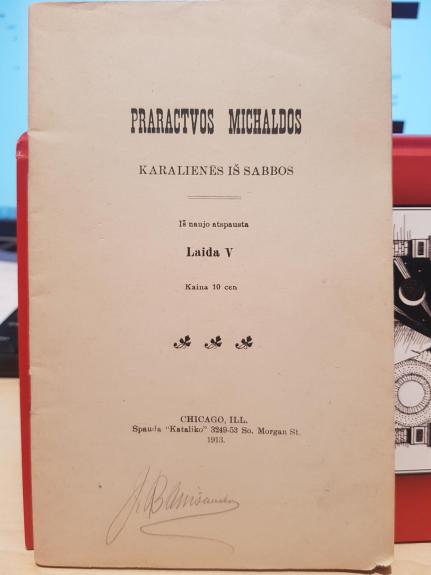 PRARACTVOS MICHALDOS
KARALIENĖS IŠ SABBOS
Iš naujo atspausta
Laida V
Kaina 10 cen
CHICAGO, ILL.
Spauda "Kataliko" 3249-53 So. Morgan St.
1913.